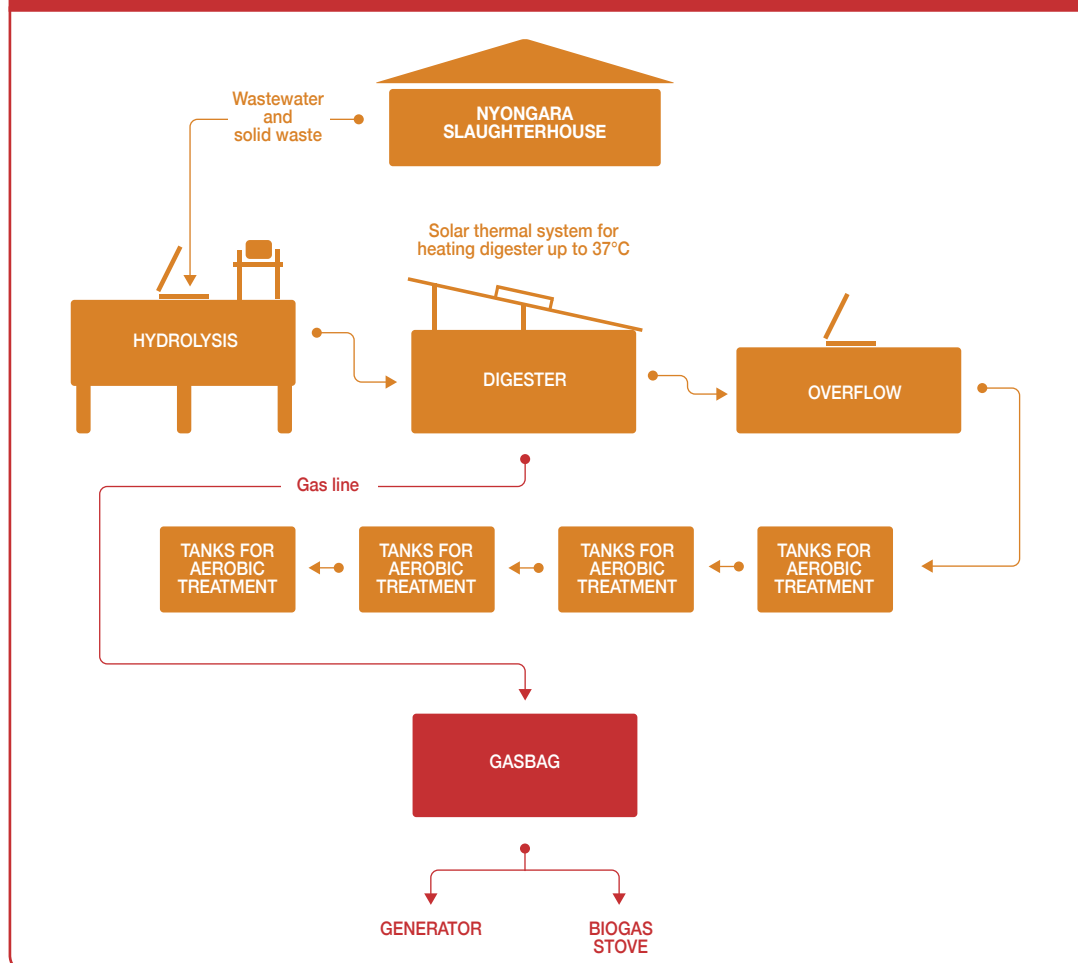 NYONGARA
SLAUGHTERHOUSE
Wastewater
and
solid waste
Solar thermal system for
heating digester up to 37°C
HYDROLYSIS
DIGESTER
OVERFLOW
Gas line
TANKS FOR
AEROBIC
TREATMENT
TANKS FOR
AEROBIC
TREATMENT
TANKS FOR
AEROBIC
TREATMENT
TANKS FOR
AEROBIC
TREATMENT
GASBAG
GENERATOR
BIOGAS
STOVE